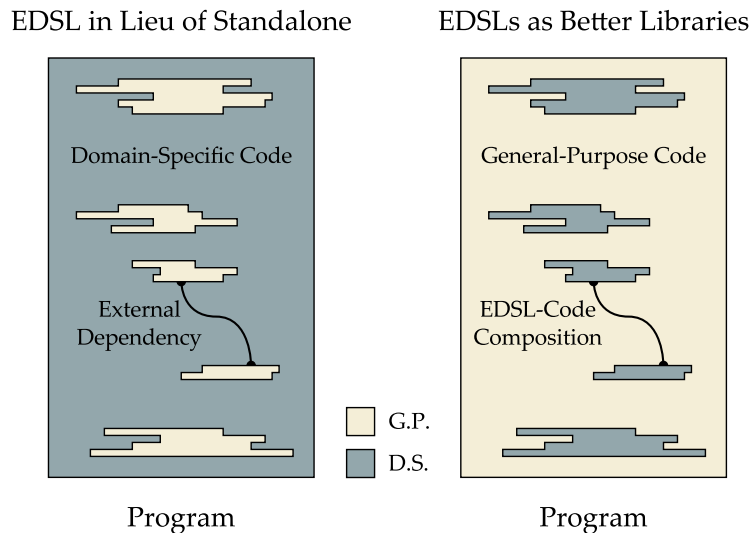 EDSL in Lieu of Standalone
EDSLs as Better Libraries
Domain-Specific Code
General-Purpose Code
External
Dependency
EDSL-Code
Composition
G.P.
D.S.
Program
Program